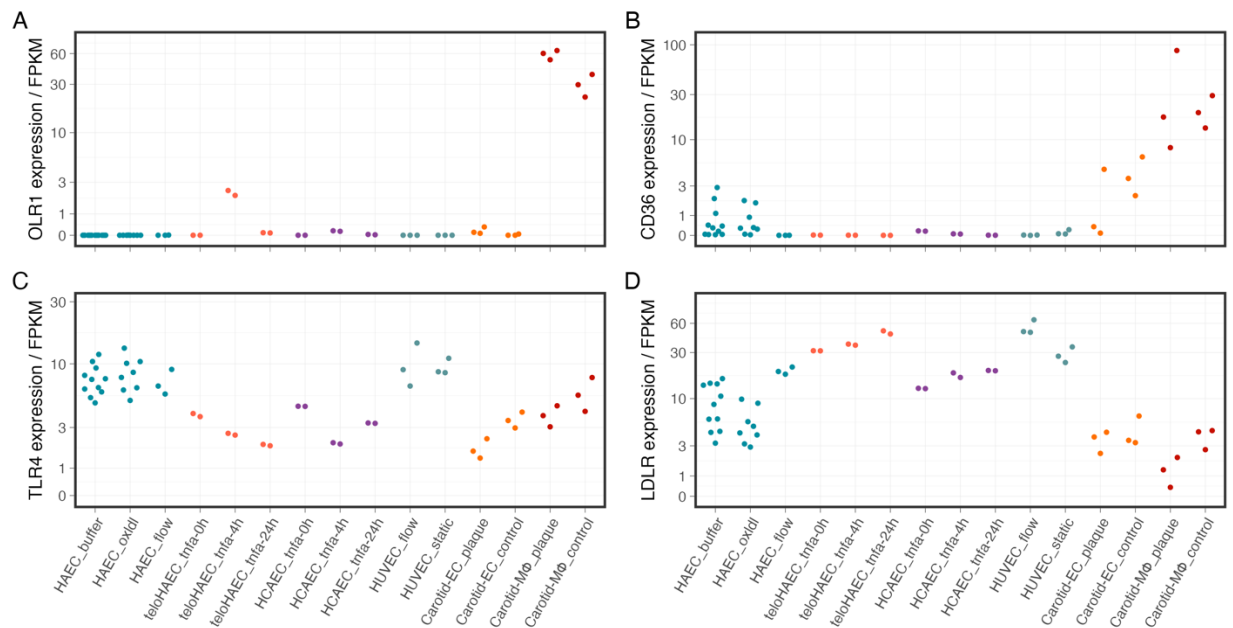 A
OLR1 expression / FPKM
60
30
10
3
1
0
B
CD36 expression / FPKM
100
30
10
3
1
0
C
TLR4 expression / FPKM
30
10
3
1
0
HAEC_buffer
HAEC_oxldl
HAEC_flow
teloHAEC_tnfa-0h
teloHAEC_tnfa-4h
teloHAEC_tnfa-24h
HCAEC_tnfa-0h
HCAEC_tnfa-4h
HCAEC_tnfa-24h
HUVEC_flow
HUVEC_static
Carotid-EC_plaque
Carotid-EC_control
Carotid-MΦ_plaque
Carotid-MΦ_control
D
LDLR expression / FPKM
60
30
10
3
1
0
HAEC_buffer
HAEC_oxldl
HAEC_flow
teloHAEC_tnfa-0h
teloHAEC_tnfa-4h
teloHAEC_tnfa-24h
HCAEC_tnfa-0h
HCAEC_tnfa-4h
HCAEC_tnfa-24h
HUVEC_flow
HUVEC_static
Carotid-EC_plaque
Carotid-EC_control
Carotid-MΦ_plaque
Carotid-MΦ_control